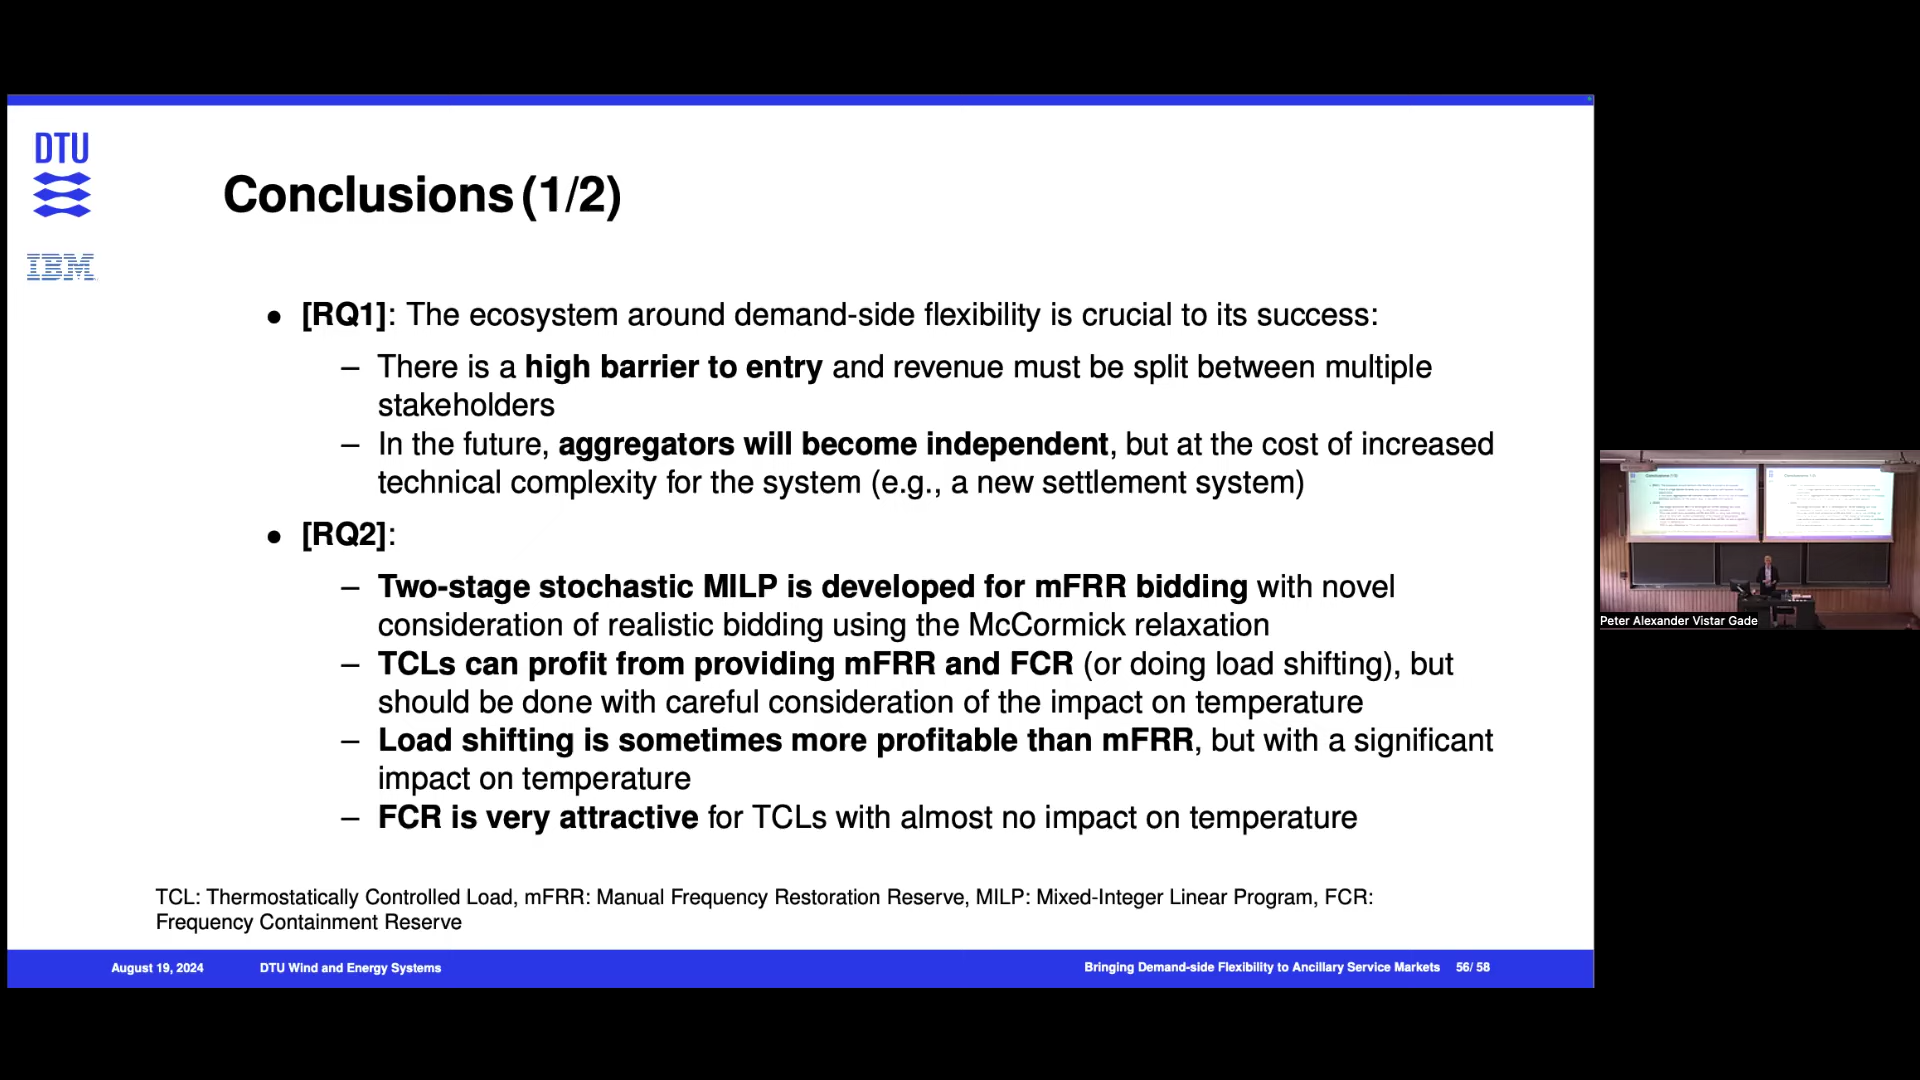 DTU
IBM
Conclusions (1/2)
• [RQ1]: The ecosystem around demand-side flexibility is crucial to its success:
– There is a high barrier to entry and revenue must be split between multiple
stakeholders
– In the future, aggregators will become independent, but at the cost of increased
technical complexity for the system (e.g., a new settlement system)
• [RQ2]:
– Two-stage stochastic MILP is developed for mFRR bidding with novel
consideration of realistic bidding using the McCormick relaxation
– TCLs can profit from providing mFRR and FCR (or doing load shifting), but
should be done with careful consideration of the impact on temperature
– Load shifting is sometimes more profitable than mFRR, but with a significant
impact on temperature
– FCR is very attractive for TCLs with almost no impact on temperature
TCL: Thermostatically Controlled Load, mFRR: Manual Frequency Restoration Reserve, MILP: Mixed-Integer Linear Program, FCR:
Frequency Containment Reserve
August 19, 2024 DTU Wind and Energy Systems Bringing Demand-side Flexibility to Ancillary Service Markets 56/ 58
Peter Alexander Vistar Gade